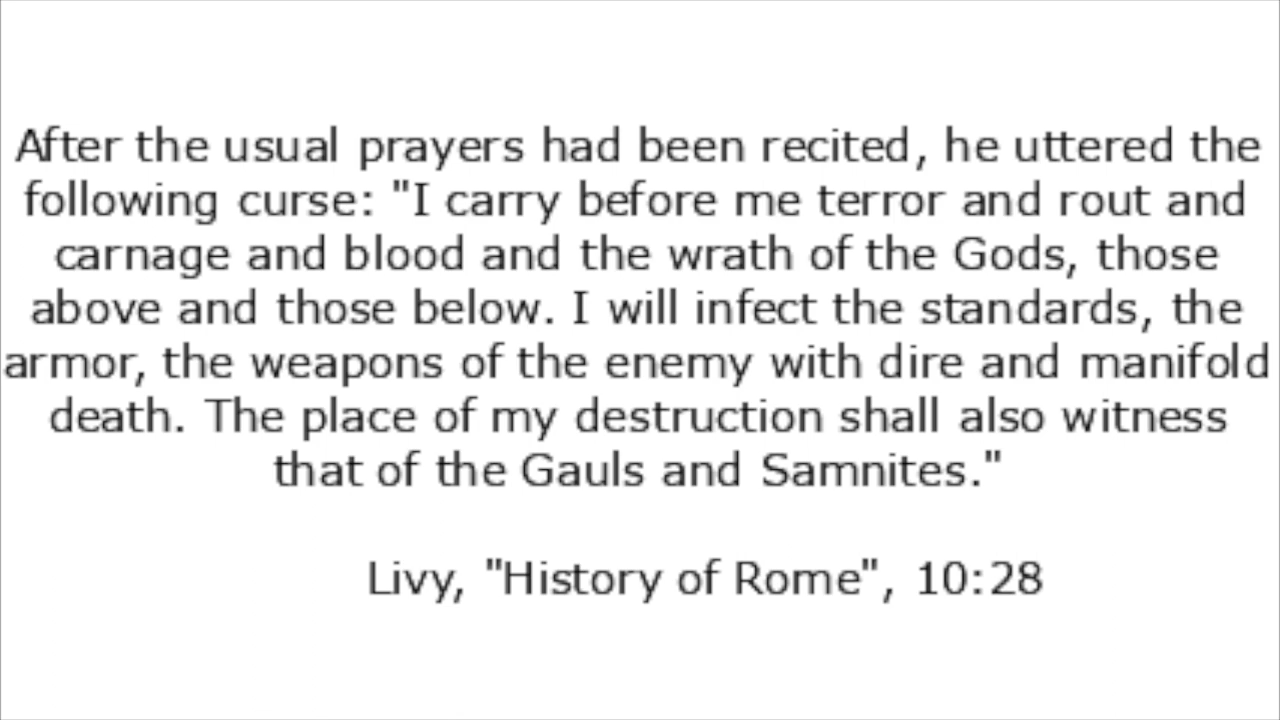 After the usual prayers had been recited, he uttered the
following curse: "I carry before me terror and rout and
carnage and blood and the wrath of the Gods, those
above and those below. I will infect the standards, the
armor, the weapons of the enemy with dire and manifold
death. The place of my destruction shall also witness
that of the Gauls and Samnites."
Livy, "History of Rome", 10:28